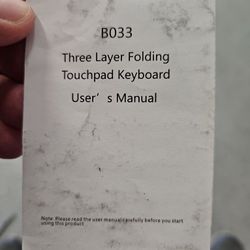 B033
Three Layer Folding
Touchpad Keyboard
User's Manual
Note: Please read the user manual carefully before you start
using this product